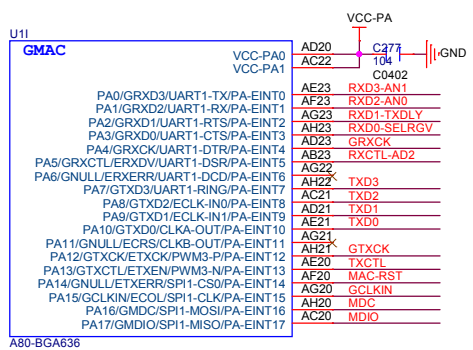 VCC-PA
U1I
GMAC
VCC-PA0 AD20 C277 GND
104
VCC-PA1 AC22
C0402
PA0/GRXD3/UART1-TX/PA-EINT0 AE23 RXD3-AN1
PA1/GRXD2/UART1-RX/PA-EINT1 AF23 RXD2-AN0
PA2/GRXD1/UART1-RTS/PA-EINT2 AG23 RXD1-TXDLY
PA3/GRXD0/UART1-CTS/PA-EINT3 AH23 RXD0-SELRGV
PA4/GRXCK/UART1-DTR/PA-EINT4 AD23 GRXCK
PA5/GRXCTL/ERXDV/UART1-DSR/PA-EINT5 AB23 RXCTL-AD2
PA6/GNULL/ERXERR/UART1-DCD/PA-EINT6 AG22
PA7/GTXD3/UART1-RING/PA-EINT7 AH22 TXD3
PA8/GTXD2/ECLK-IN0/PA-EINT8 AC21 TXD2
PA9/GTXD1/ECLK-IN1/PA-EINT9 AD21 TXD1
PA10/GTXD0/CLKA-OUT/PA-EINT10 AE21 TXD0
PA11/GNULL/ECRS/CLKB-OUT/PA-EINT11 AG21
PA12/GTXCK/ETXCK/PWM3-P/PA-EINT12 AH21 GTXCK
PA13/GTXCTL/ETXEN/PWM3-N/PA-EINT13 AE20 TXCTL
PA14/GNULL/ETXERR/SPI1-CS0/PA-EINT14 AF20 MAC-RST
PA15/GCLKIN/ECOL/SPI1-CLK/PA-EINT15 AG20 GCLKIN
PA16/GMDC/SPI1-MOSI/PA-EINT16 AH20 MDC
PA17/GMDIO/SPI1-MISO/PA-EINT17 AC20 MDIO
A80-BGA636